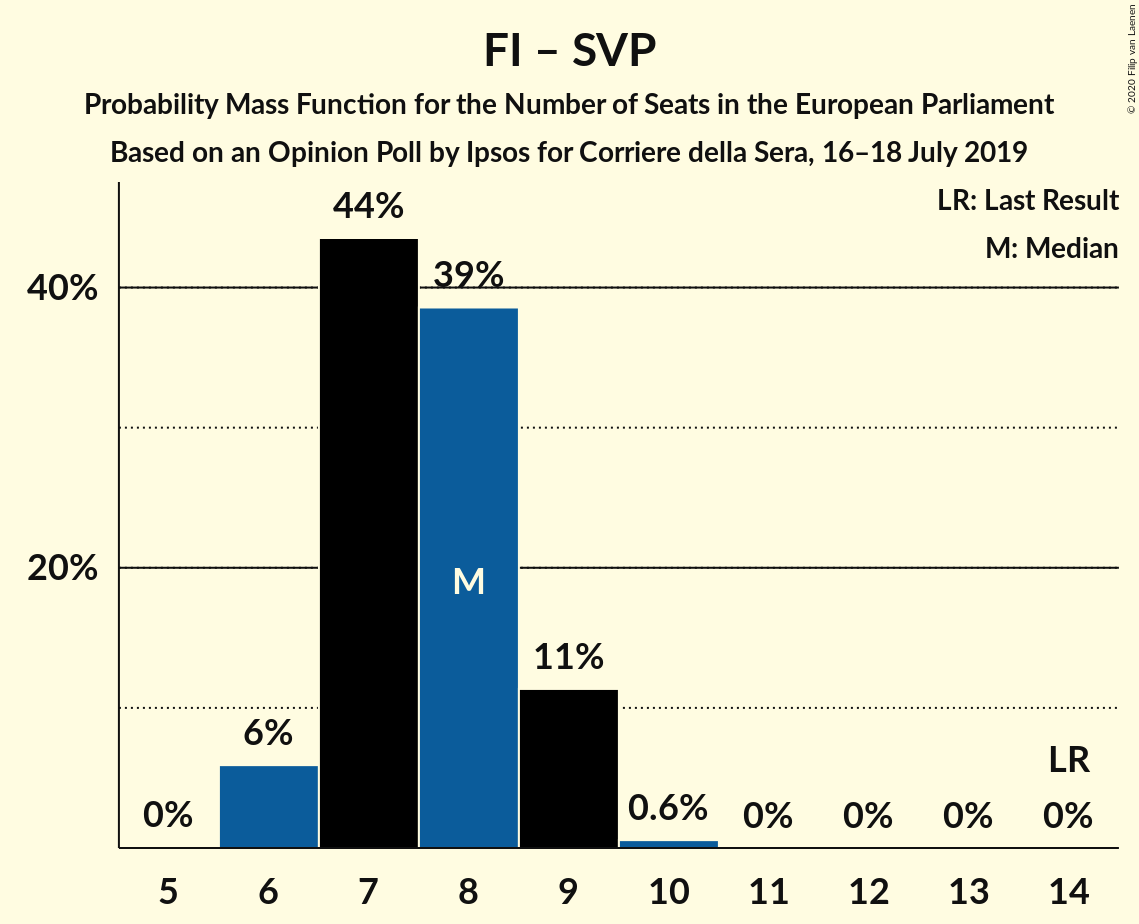 FI – SVP
Probability Mass Function for the Number of Seats in the European Parliament
Based on an Opinion Poll by Ipsos for Corriere della Sera, 16–18 July 2019
© 2020 Filip van Laenen
LR: Last Result
M: Median
44%
39%
40%
20%
M
11%
6%
LR
0%
0.6%
0%
0%
0%
0%
5
6
7
8
9
10
11
12
13
14